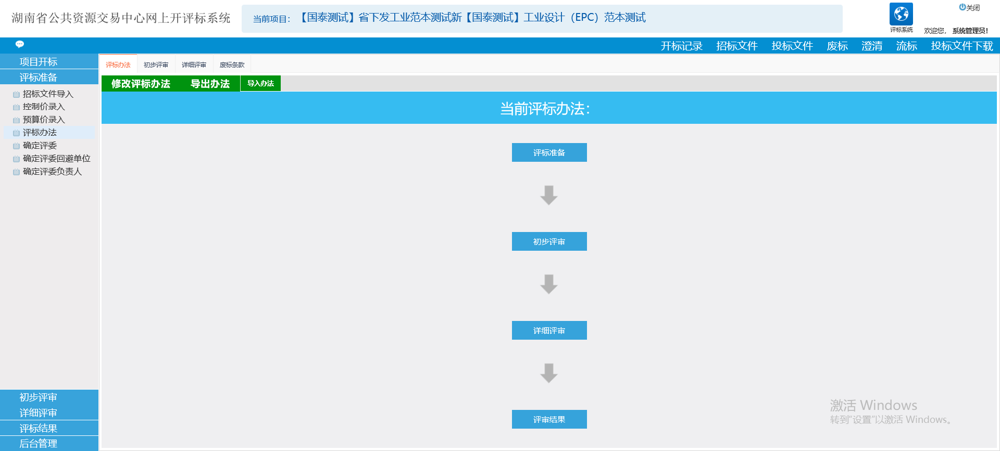 湖南省公共资源交易中心网上开评标系统
当前项目：【国泰测试】省下发工业范本测试新【国泰测试】工业设计（EPC）范本测试
评标系统
关闭
欢迎您，系统管理员！
开标记录 招标文件 投标文件 废标 澄清 流标 投标文件下载
项目开标
评标准备
招标文件导入
控制价录入
预算价录入
评标办法
确定评委
确定评委回避单位
确定评委负责人
初步评审
详细评审
评标结果
后台管理
评标办法 初步评审 详细评审 废标条款
修改评标办法 导出办法 导入办法
当前评标办法：
评标准备
初步评审
详细评审
评审结果
激活 Windows
转到“设置”以激活 Windows。